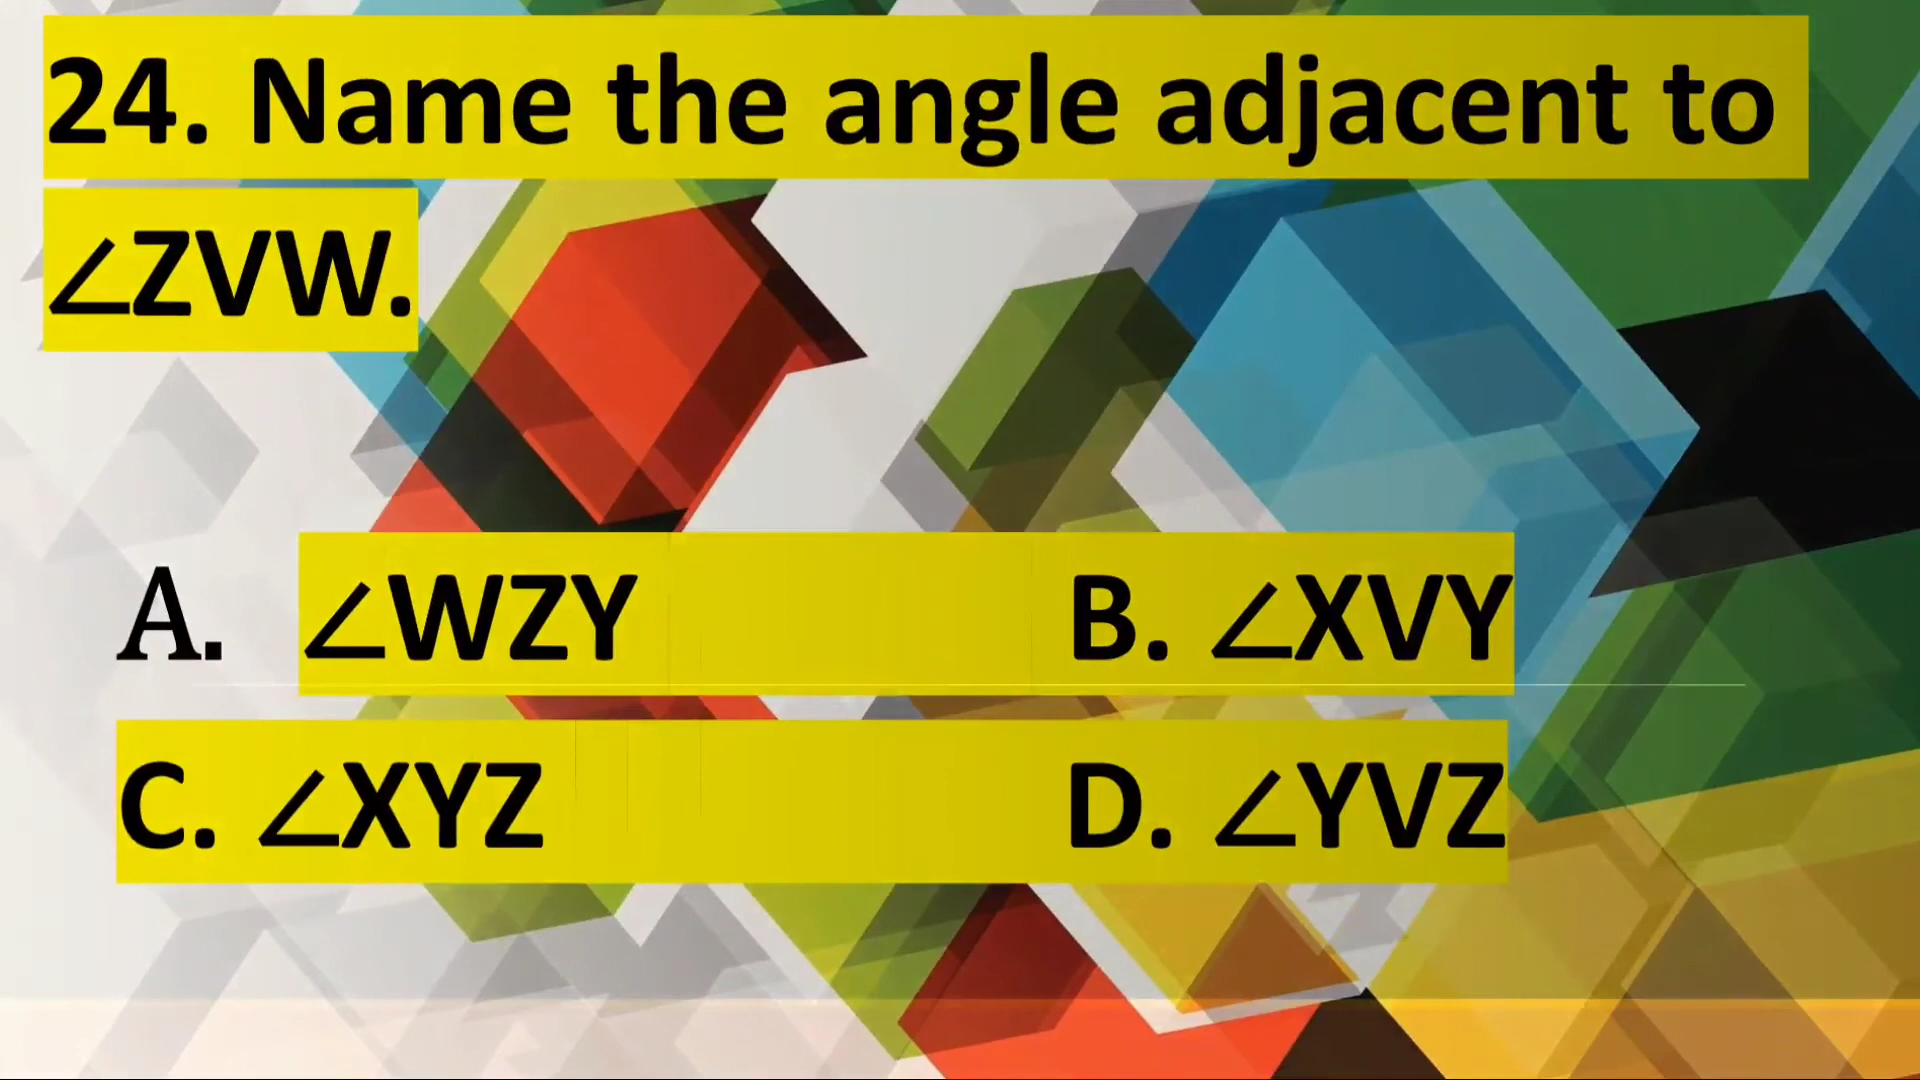 24. Name the angle adjacent to
∠ZVW.
A. ∠WZY B. ∠XVY
C. ∠XYZ D. ∠YVZ